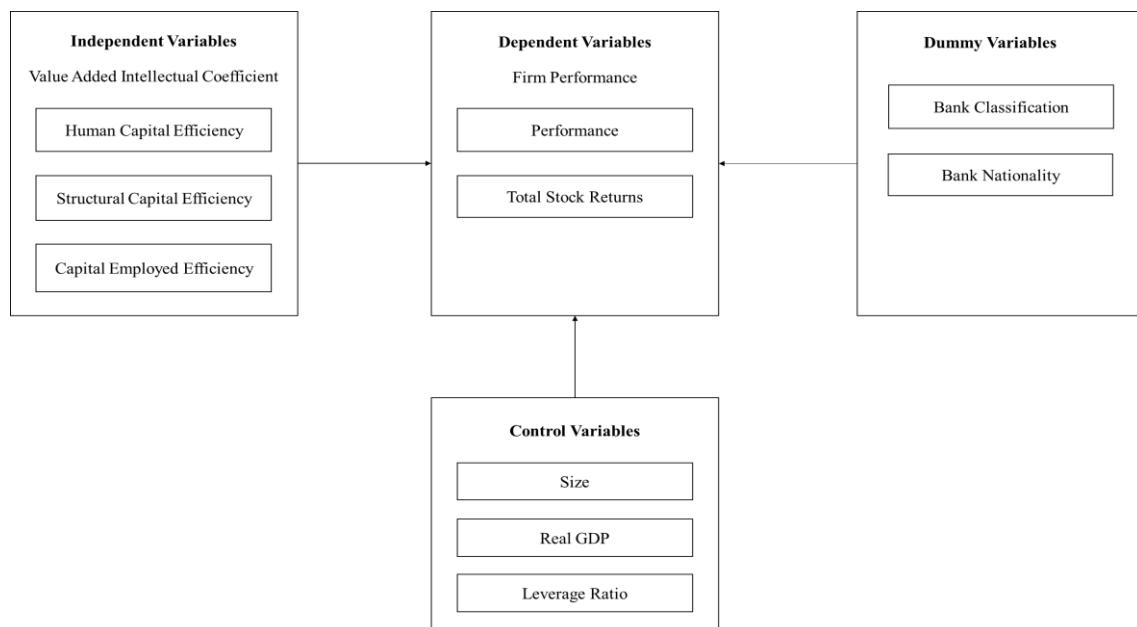 Independent Variables
Value Added Intellectual Coefficient
Human Capital Efficiency
Structural Capital Efficiency
Capital Employed Efficiency
Dependent Variables
Firm Performance
Performance
Total Stock Returns
Dummy Variables
Bank Classification
Bank Nationality
Control Variables
Size
Real GDP
Leverage Ratio